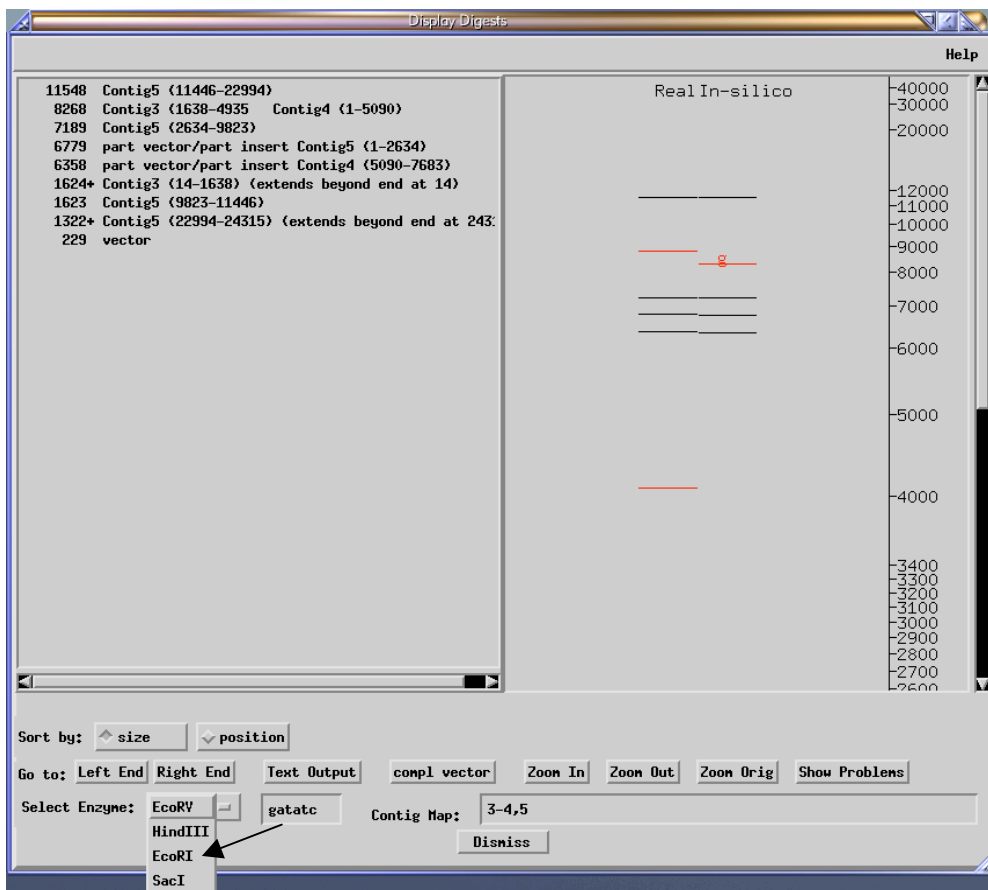 Display Digests
Help
11548 Contig5 (11446-22994)
8268 Contig3 (1638-4935 Contig4 (1-5090)
7189 Contig5 (2634-9823)
6779 part vector/part insert Contig5 (1-2634)
6358 part vector/part insert Contig4 (5090-7683)
1624+ Contig3 (14-1638) (extends beyond end at 14)
1623 Contig5 (9823-11446)
1322+ Contig5 (22994-24315) (extends beyond end at 243
229 vector
Real In-silico
g
40000
30000
20000
12000
11000
10000
9000
8000
7000
6000
5000
4000
3400
3300
3200
3100
3000
2900
2800
2700
2600
Sort by: size position
Go to: Left End Right End Text Output compl vector Zoom In Zoom Out Zoom Orig Show Problems
Select Enzyme: EcoRV gatatc Contig Map: 3-4,5
HindIII
EcoRI
SacI
Dismiss